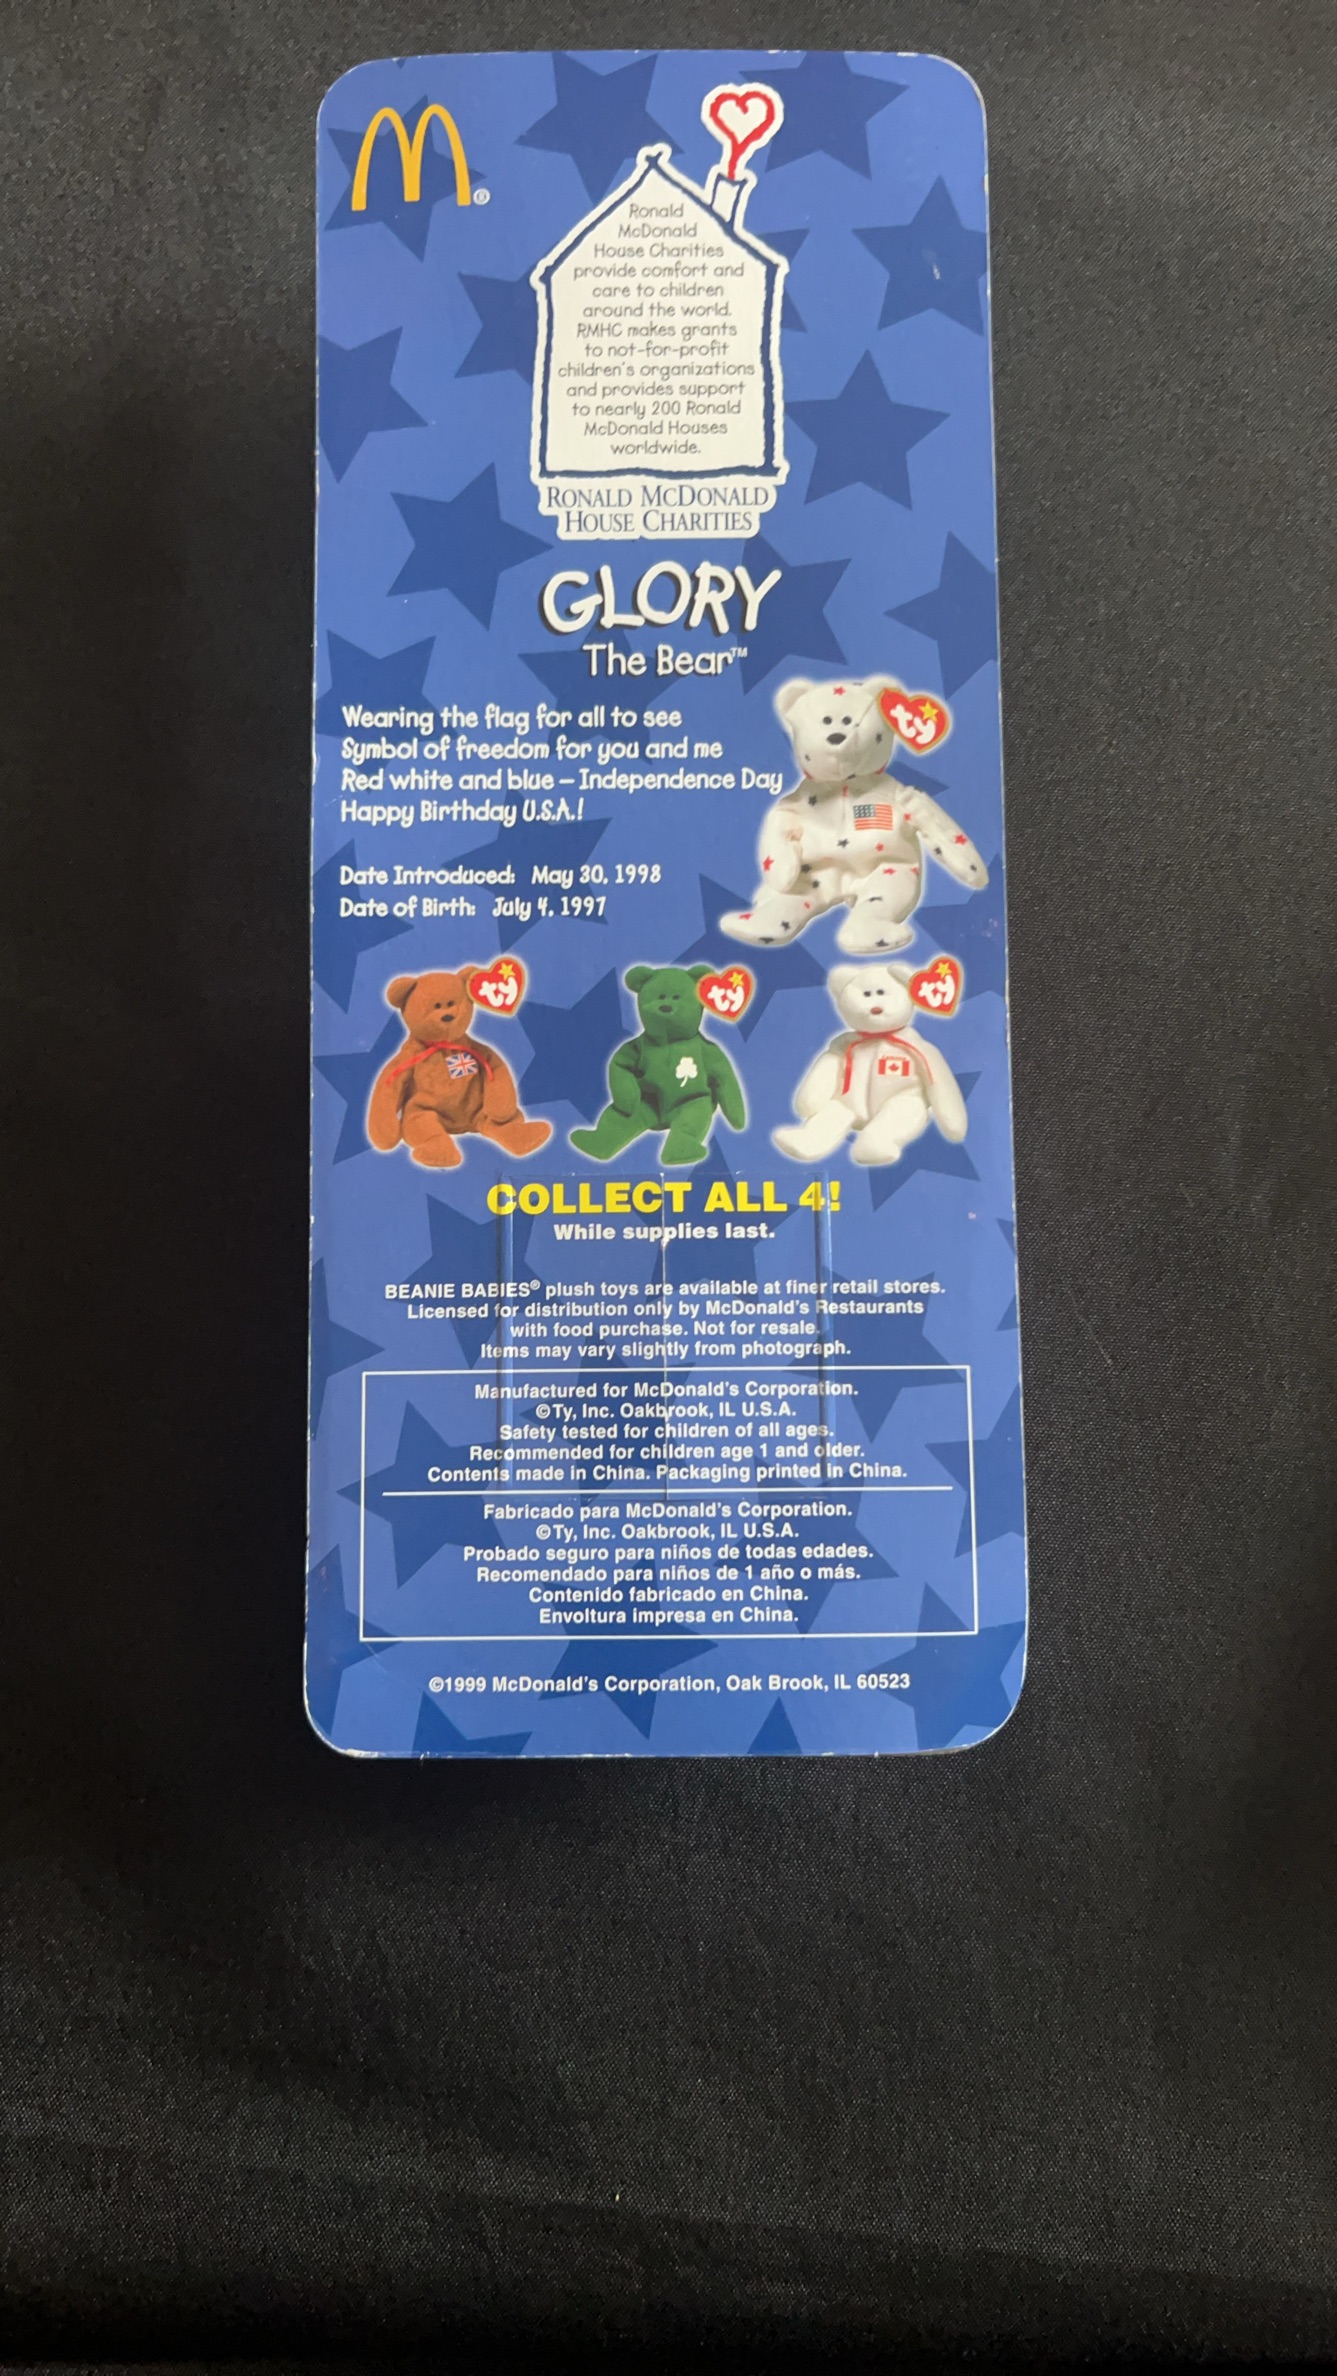 M®
Ronald
McDonald
House Charities
provide comfort and
care to children
around the world.
RMHC makes grants
to not-for-profit
children's organizations
and provides support
to nearly 200 Ronald
McDonald Houses
worldwide.
RONALD MCDONALD
HOUSE CHARITIES
GLORY
The Bear™
Wearing the flag for all to see
Symbol of freedom for you and me
Red white and blue – Independence Day
Happy Birthday U.S.A.!
ty
Date Introduced: May 30, 1998
Date of Birth: July 4, 1997
ty
ty
ty
COLLECT ALL 4!
While supplies last.
BEANIE BABIES® plush toys are available at finer retail stores.
Licensed for distribution only by McDonald's Restaurants
with food purchase. Not for resale.
Items may vary slightly from photograph.
Manufactured for McDonald's Corporation.
©Ty, Inc. Oakbrook, IL U.S.A.
Safety tested for children of all ages.
Recommended for children age 1 and older.
Contents made in China. Packaging printed in China.
Fabricado para McDonald's Corporation.
©Ty, Inc. Oakbrook, IL U.S.A.
Probado seguro para niños de todas edades.
Recomendado para niños de 1 año o más.
Contenido fabricado en China.
Envoltura impresa en China.
©1999 McDonald's Corporation, Oak Brook, IL 60523